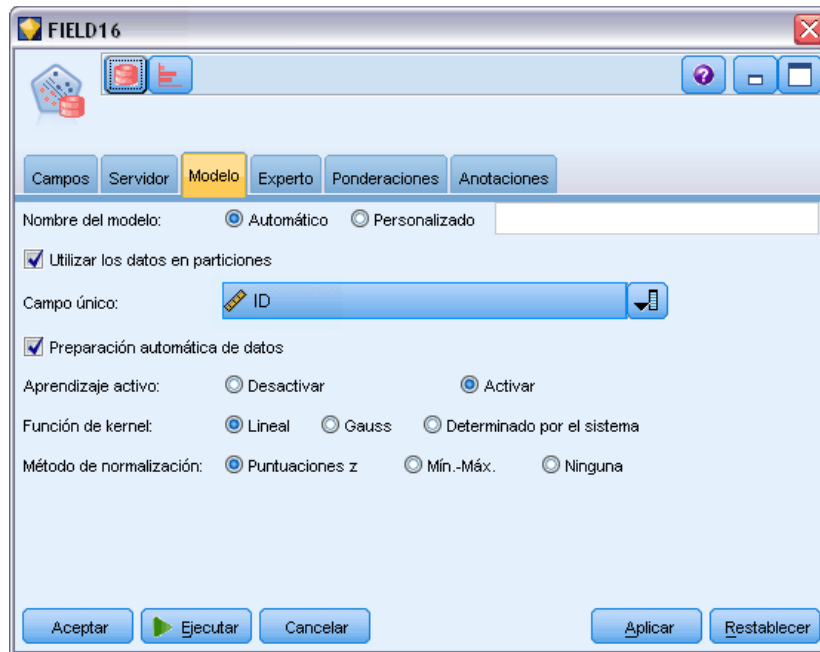 FIELD16
Campos Servidor Modelo Experto Ponderaciones Anotaciones
Nombre del modelo: Automático Personalizado
Utilizar los datos en particiones
Campo único: ID
Preparación automática de datos
Aprendizaje activo: Desactivar Activar
Función de kernel: Lineal Gauss Determinado por el sistema
Método de normalización: Puntuaciones z Mín.-Máx. Ninguna
Aceptar Ejecutar Cancelar Aplicar Restablecer